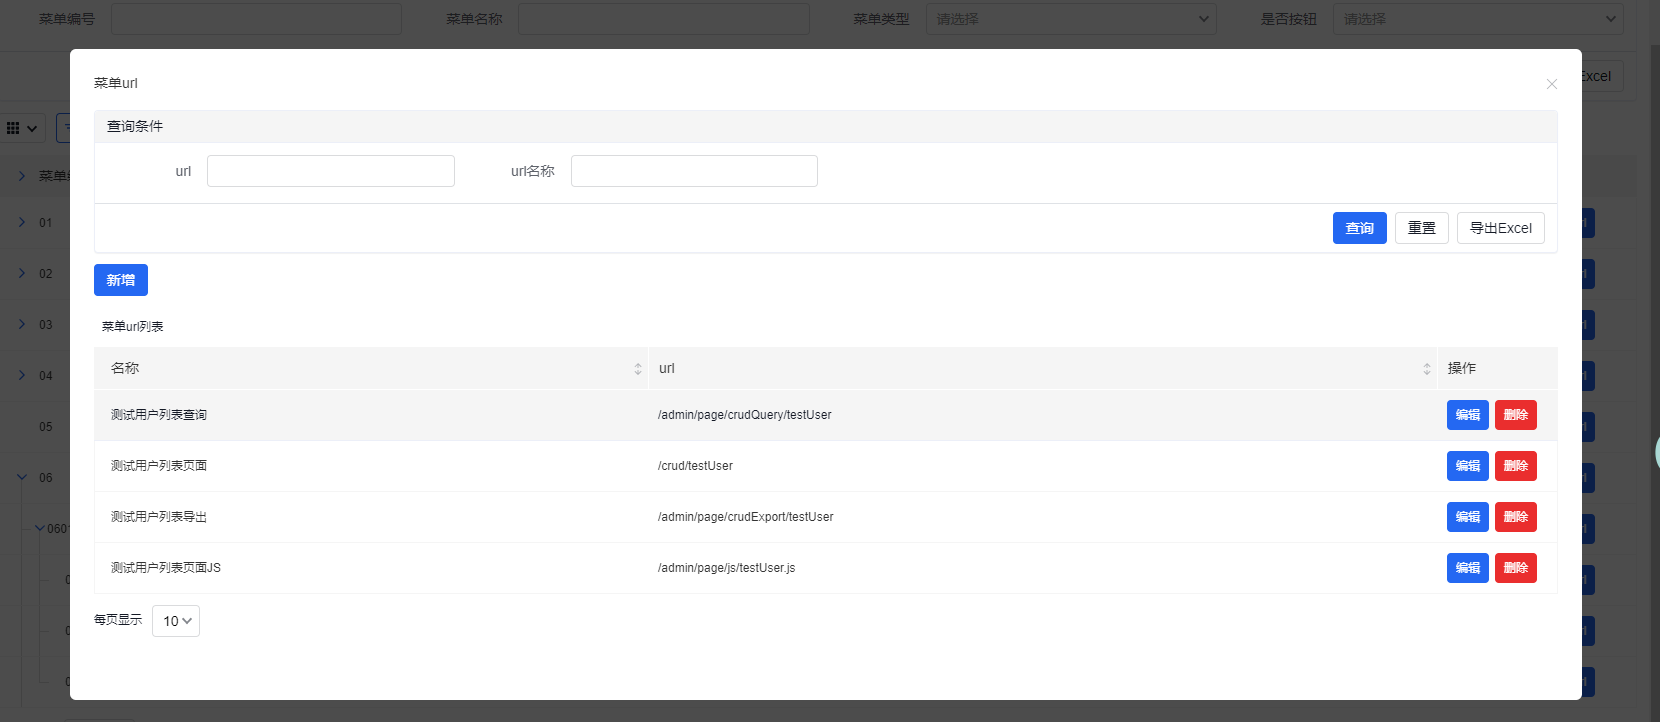 菜单编号 菜单名称 菜单类型 请选择 是否按钮 请选择
Excel
菜单url
查询条件
url url名称
查询 重置 导出Excel
新增
菜单url列表
名称 url 操作
测试用户列表查询 /admin/page/crudQuery/testUser 编辑 删除
测试用户列表页面 /crud/testUser 编辑 删除
测试用户列表导出 /admin/page/crudExport/testUser 编辑 删除
测试用户列表页面JS /admin/page/js/testUser.js 编辑 删除
每页显示 10
菜单
01
02
03
04
05
06
060